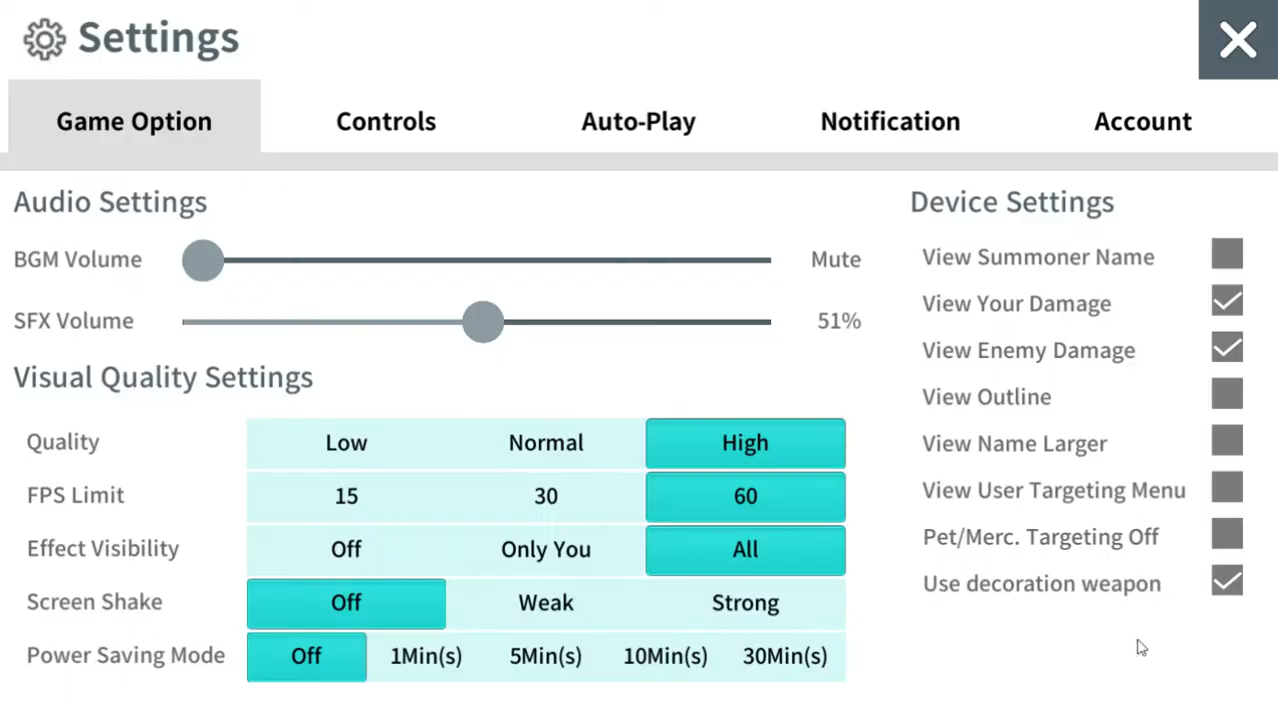 Settings
Game Option Controls Auto-Play Notification Account
Audio Settings
BGM Volume Mute
SFX Volume 51%
Visual Quality Settings
Quality Low Normal High
FPS Limit 15 30 60
Effect Visibility Off Only You All
Screen Shake Off Weak Strong
Power Saving Mode Off 1Min(s) 5Min(s) 10Min(s) 30Min(s)
Device Settings
View Summoner Name
View Your Damage
View Enemy Damage
View Outline
View Name Larger
View User Targeting Menu
Pet/Merc. Targeting Off
Use decoration weapon